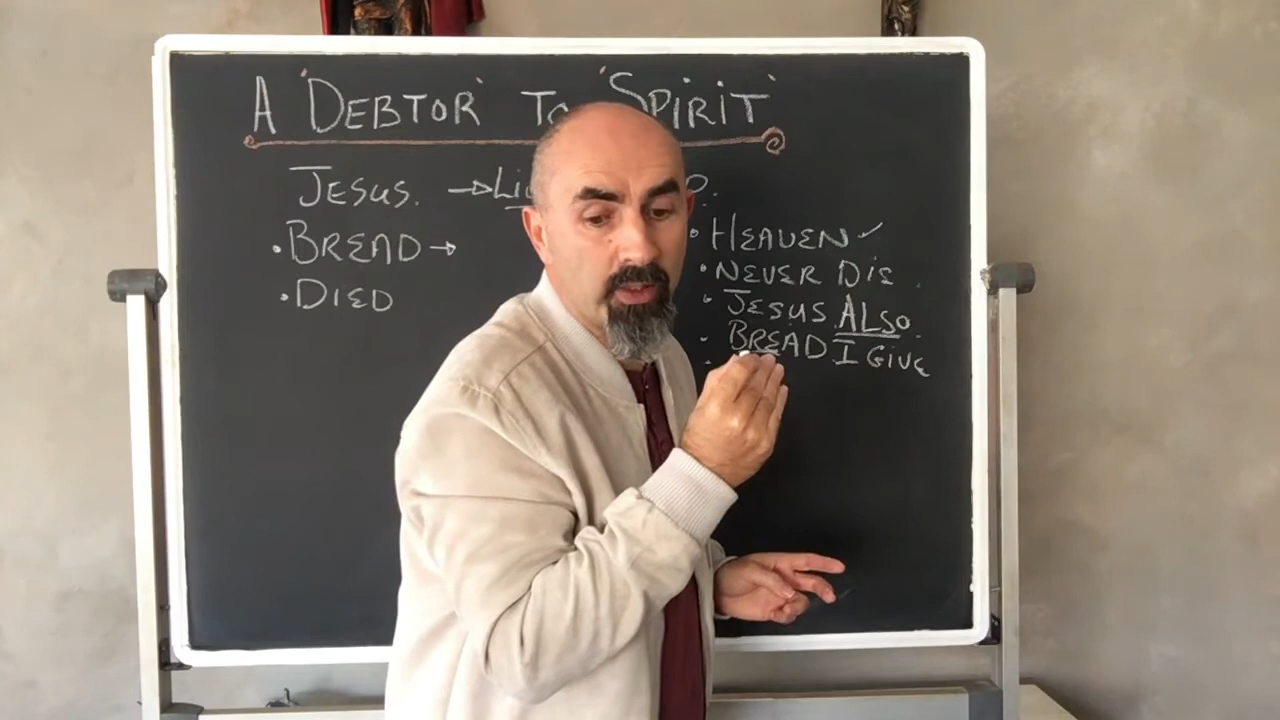 A 'DEBTOR' TO 'SPIRIT'
JESUS. →
• BREAD →
• DIED
• HEAVEN ✓
• NEVER DIE.
• JESUS ALSO.
- BREAD I GIVE